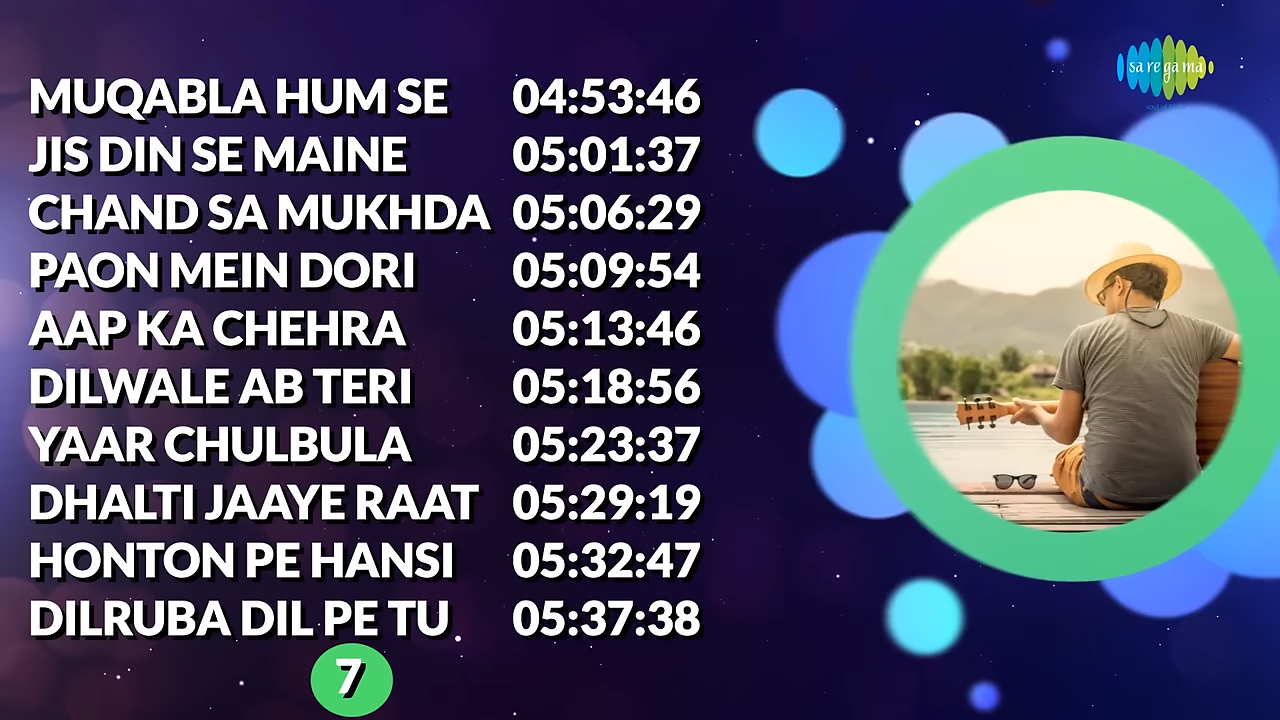 sa re ga ma
MUQABLA HUM SE 04:53:46
JIS DIN SE MAINE 05:01:37
CHAND SA MUKHDA 05:06:29
PAON MEIN DORI 05:09:54
AAP KA CHEHRA 05:13:46
DILWALE AB TERI 05:18:56
YAAR CHULBULA 05:23:37
DHALTI JAAYE RAAT 05:29:19
HONTON PE HANSI 05:32:47
DILRUBA DIL PE TU 05:37:38
7